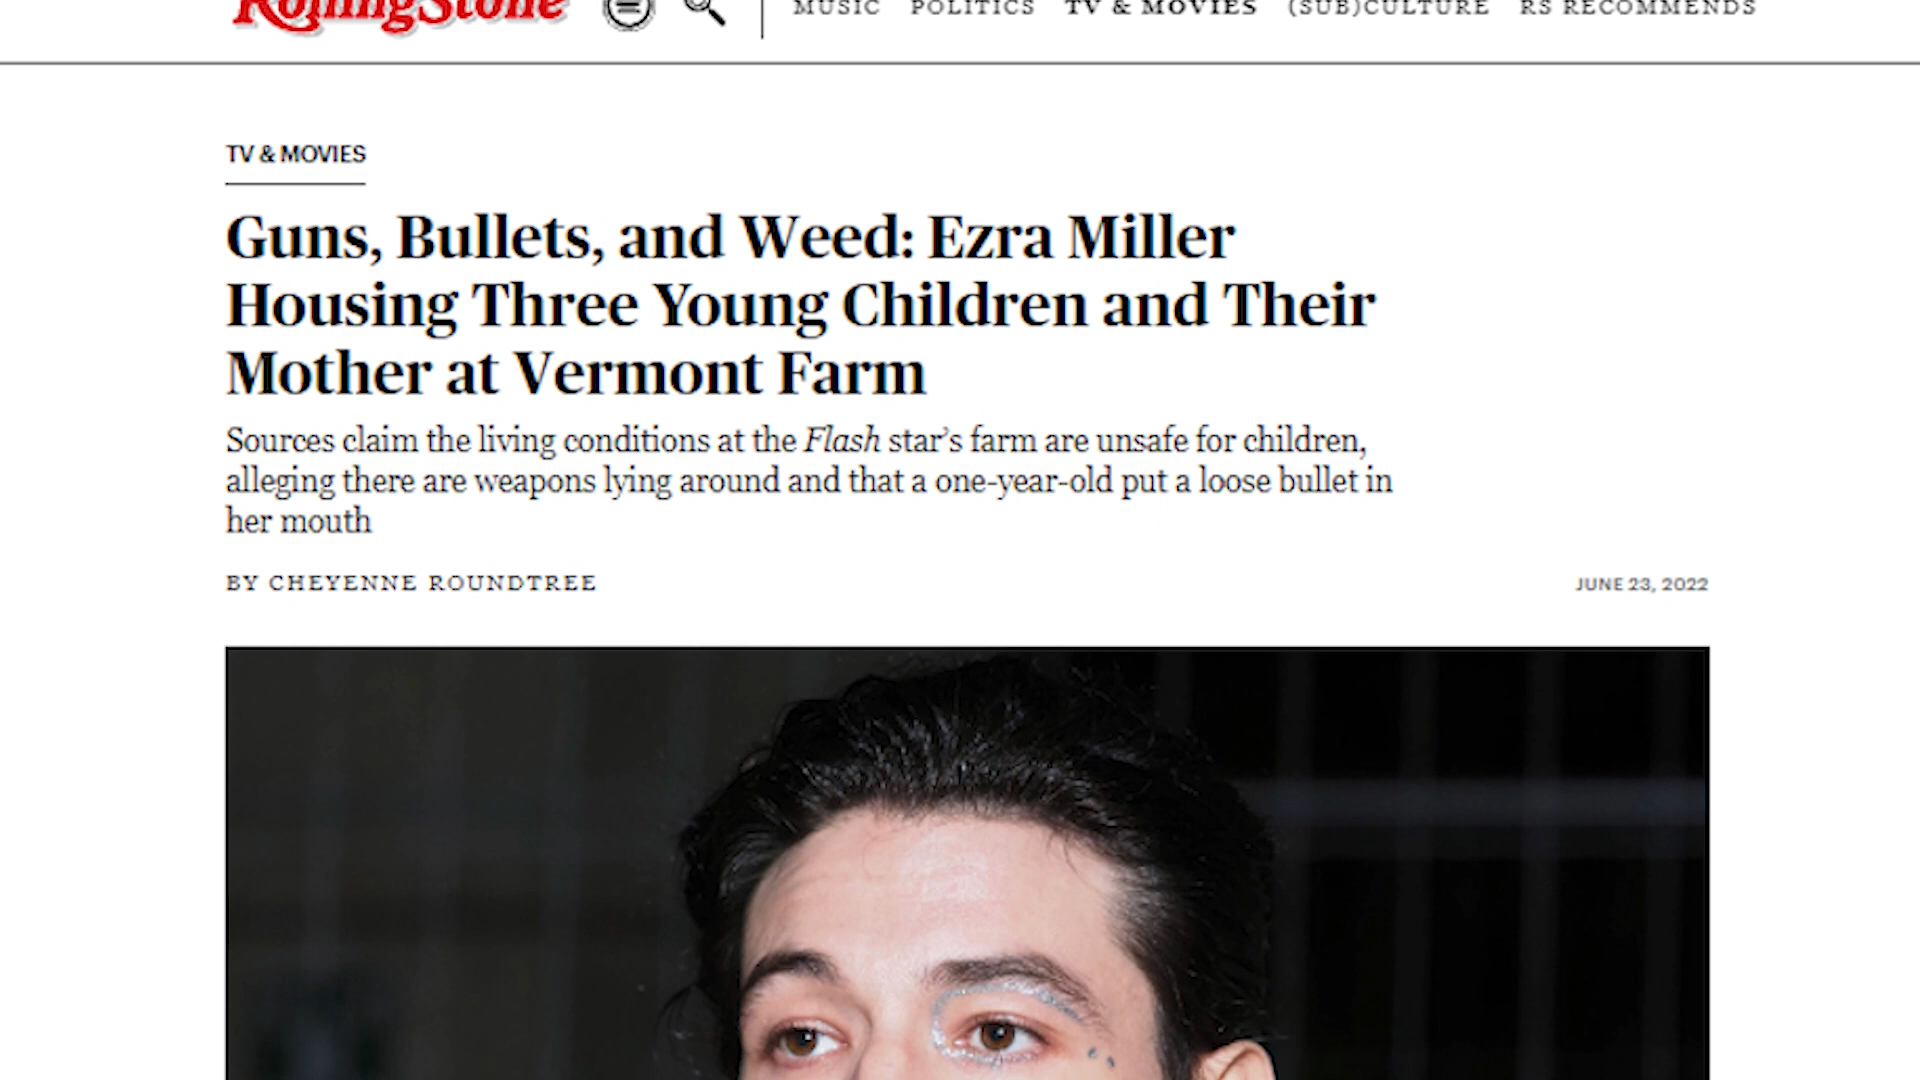 RollingStone MUSIC POLITICS TV & MOVIES (SUB)CULTURE RS RECOMMENDS
TV & MOVIES
Guns, Bullets, and Weed: Ezra Miller
Housing Three Young Children and Their
Mother at Vermont Farm
Sources claim the living conditions at the Flash star’s farm are unsafe for children,
alleging there are weapons lying around and that a one-year-old put a loose bullet in
her mouth
BY CHEYENNE ROUNDTREE JUNE 23, 2022